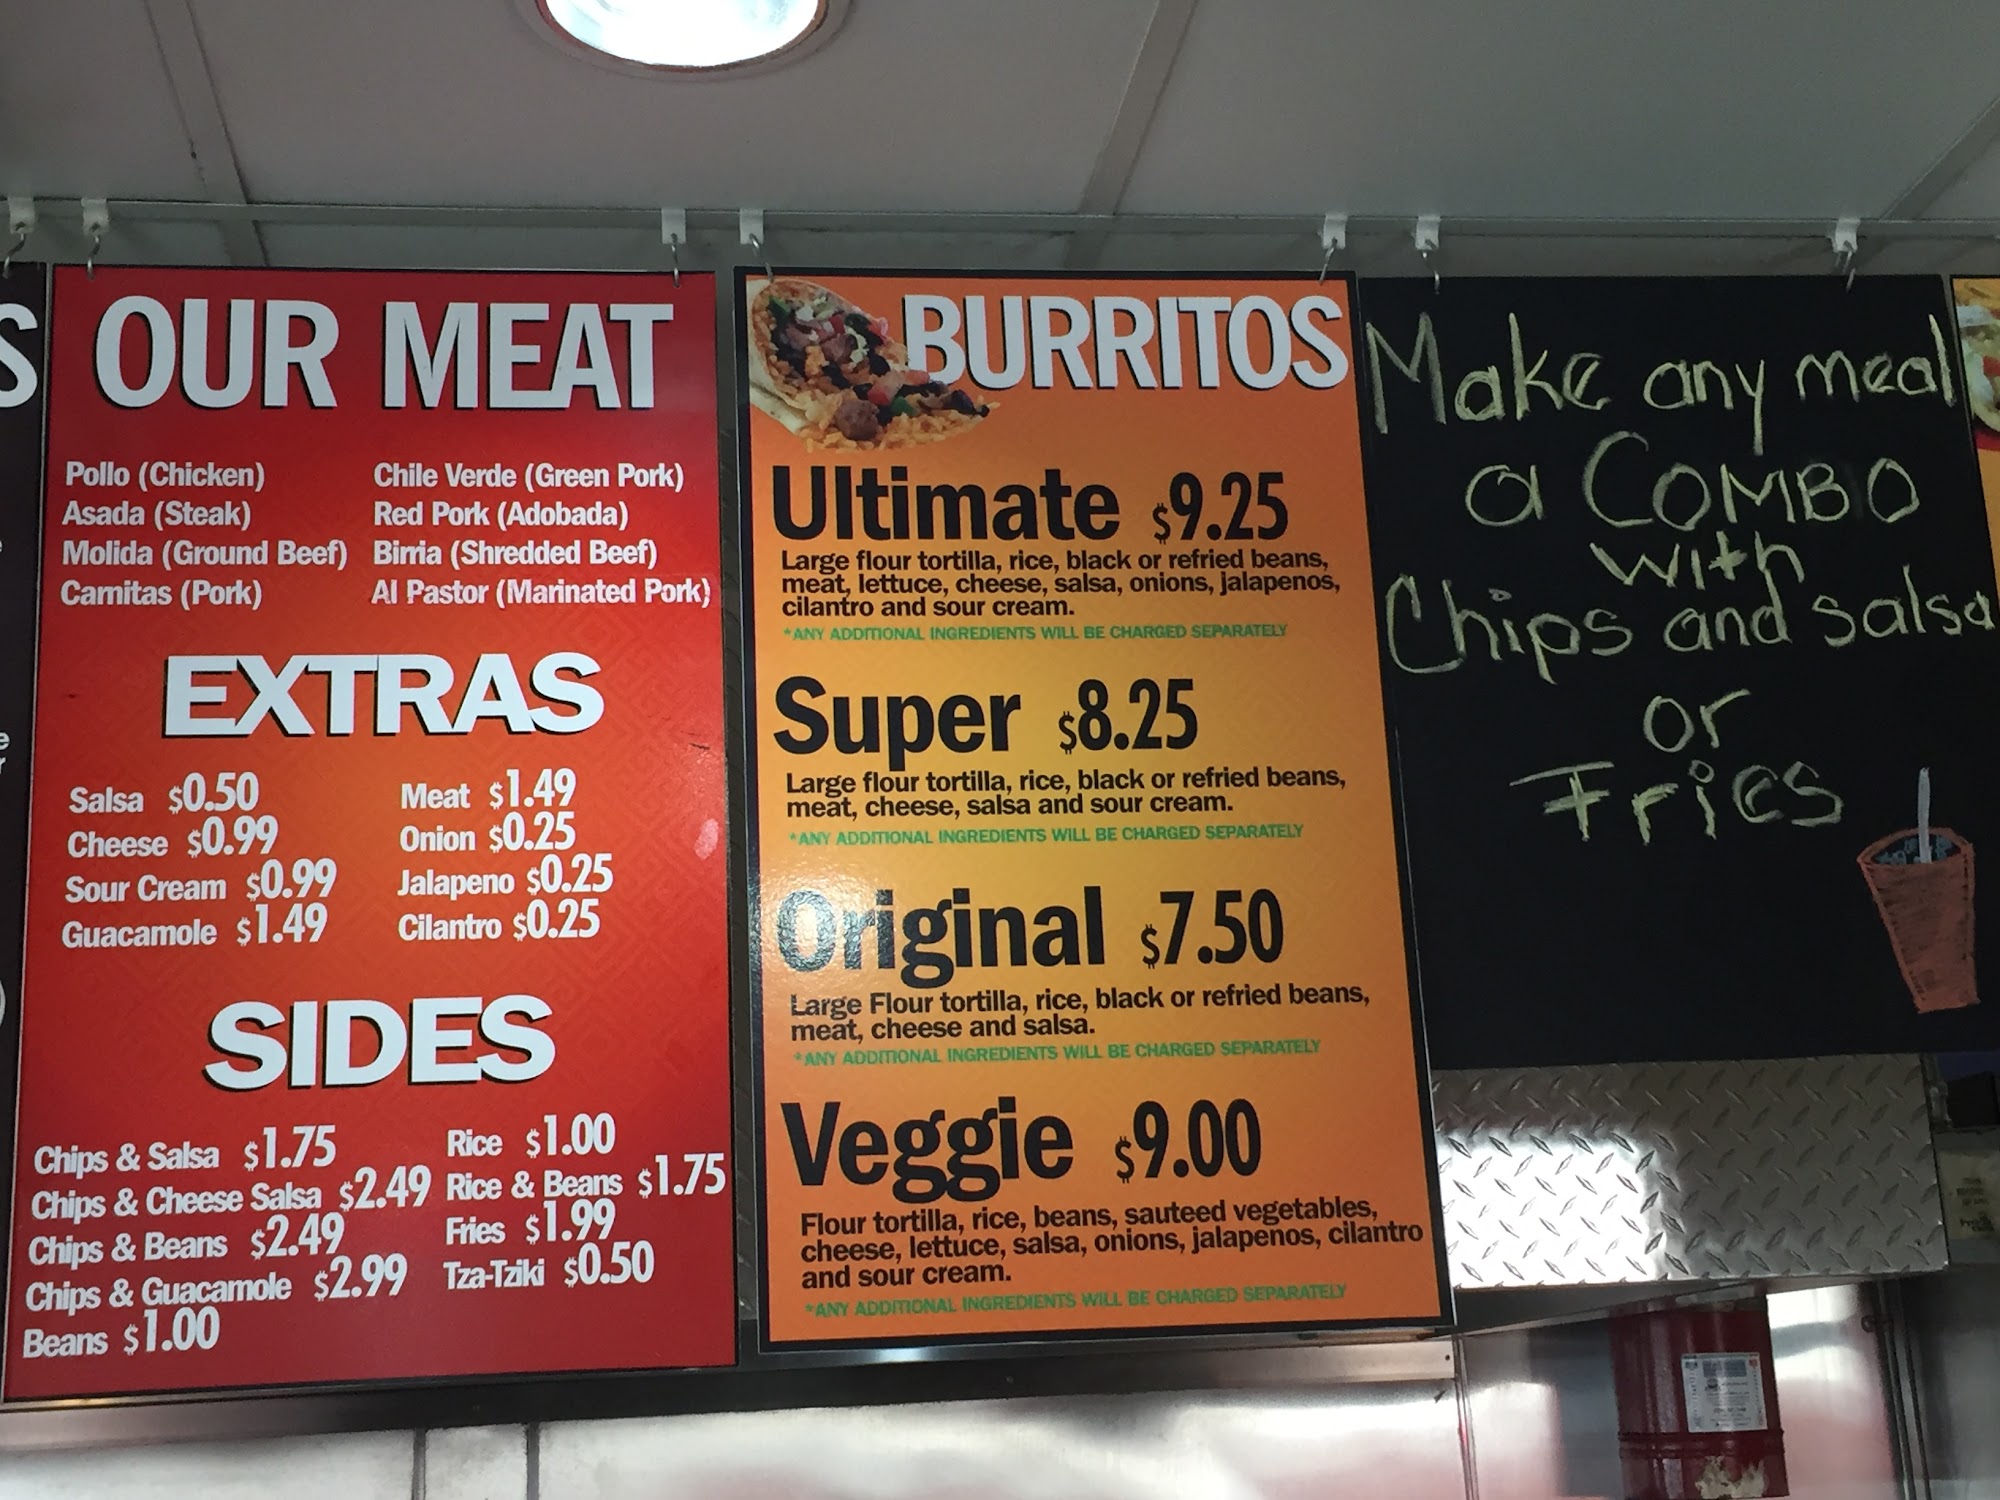 OUR MEAT
Pollo (Chicken)
Asada (Steak)
Molida (Ground Beef)
Carnitas (Pork)
Chile Verde (Green Pork)
Red Pork (Adobada)
Birria (Shredded Beef)
Al Pastor (Marinated Pork)
EXTRAS
Salsa $0.50
Cheese $0.99
Sour Cream $0.99
Guacamole $1.49
Meat $1.49
Onion $0.25
Jalapeno $0.25
Cilantro $0.25
SIDES
Chips & Salsa $1.75
Chips & Cheese Salsa $2.49
Chips & Beans $2.49
Chips & Guacamole $2.99
Beans $1.00
Rice $1.00
Rice & Beans $1.75
Fries $1.99
Tza-Tziki $0.50
BURRITOS
Ultimate $9.25
Large flour tortilla, rice, black or refried beans,
meat, lettuce, cheese, salsa, onions, jalapenos,
cilantro and sour cream.
*ANY ADDITIONAL INGREDIENTS WILL BE CHARGED SEPARATELY
Super $8.25
Large flour tortilla, rice, black or refried beans,
meat, cheese, salsa and sour cream.
*ANY ADDITIONAL INGREDIENTS WILL BE CHARGED SEPARATELY
Original $7.50
Large Flour tortilla, rice, black or refried beans,
meat, cheese and salsa.
*ANY ADDITIONAL INGREDIENTS WILL BE CHARGED SEPARATELY
Veggie $9.00
Flour tortilla, rice, beans, sauteed vegetables,
cheese, lettuce, salsa, onions, jalapenos, cilantro
and sour cream.
*ANY ADDITIONAL INGREDIENTS WILL BE CHARGED SEPARATELY
Make any meal
a COMBO
with
Chips and salsa
or
Fries